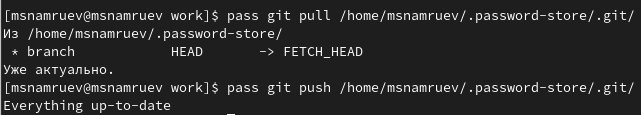 [msnamruev@msnamruev work]$ pass git pull /home/msnamruev/.password-store/.git/
Из /home/msnamruev/.password-store/
 * branch            HEAD       -> FETCH_HEAD
Уже актуально.
[msnamruev@msnamruev work]$ pass git push /home/msnamruev/.password-store/.git/
Everything up-to-date